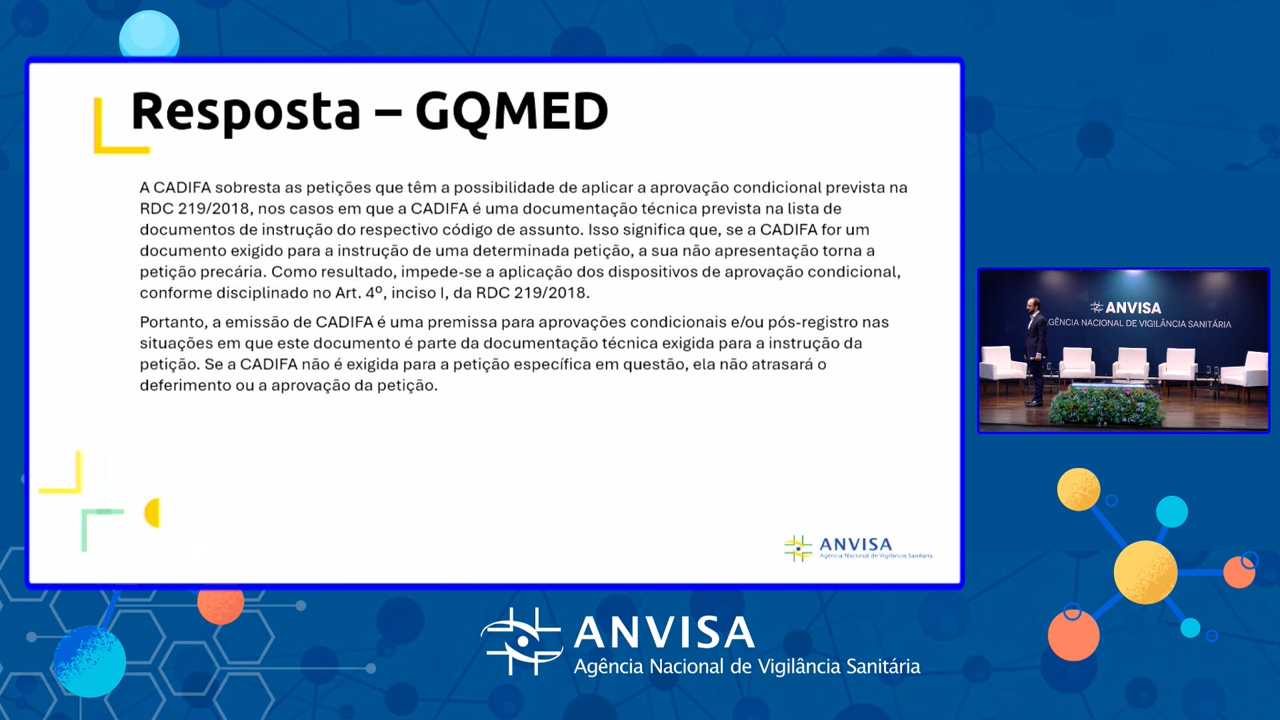 Resposta – GQMED
A CADIFA sobresta as petições que têm a possibilidade de aplicar a aprovação condicional prevista na
RDC 219/2018, nos casos em que a CADIFA é uma documentação técnica prevista na lista de
documentos de instrução do respectivo código de assunto. Isso significa que, se a CADIFA for um
documento exigido para a instrução de uma determinada petição, a sua não apresentação torna a
petição precária. Como resultado, impede-se a aplicação dos dispositivos de aprovação condicional,
conforme disciplinado no Art. 4º, inciso I, da RDC 219/2018.
Portanto, a emissão de CADIFA é uma premissa para aprovações condicionais e/ou pós-registro nas
situações em que este documento é parte da documentação técnica exigida para a instrução da
petição. Se a CADIFA não é exigida para a petição específica em questão, ela não atrasará o
deferimento ou a aprovação da petição.
ANVISA
Agência Nacional de Vigilância Sanitária
ANVISA
GÊNCIA NACIONAL DE VIGILÂNCIA SANITÁRIA
ANVISA
Agência Nacional de Vigilância Sanitária